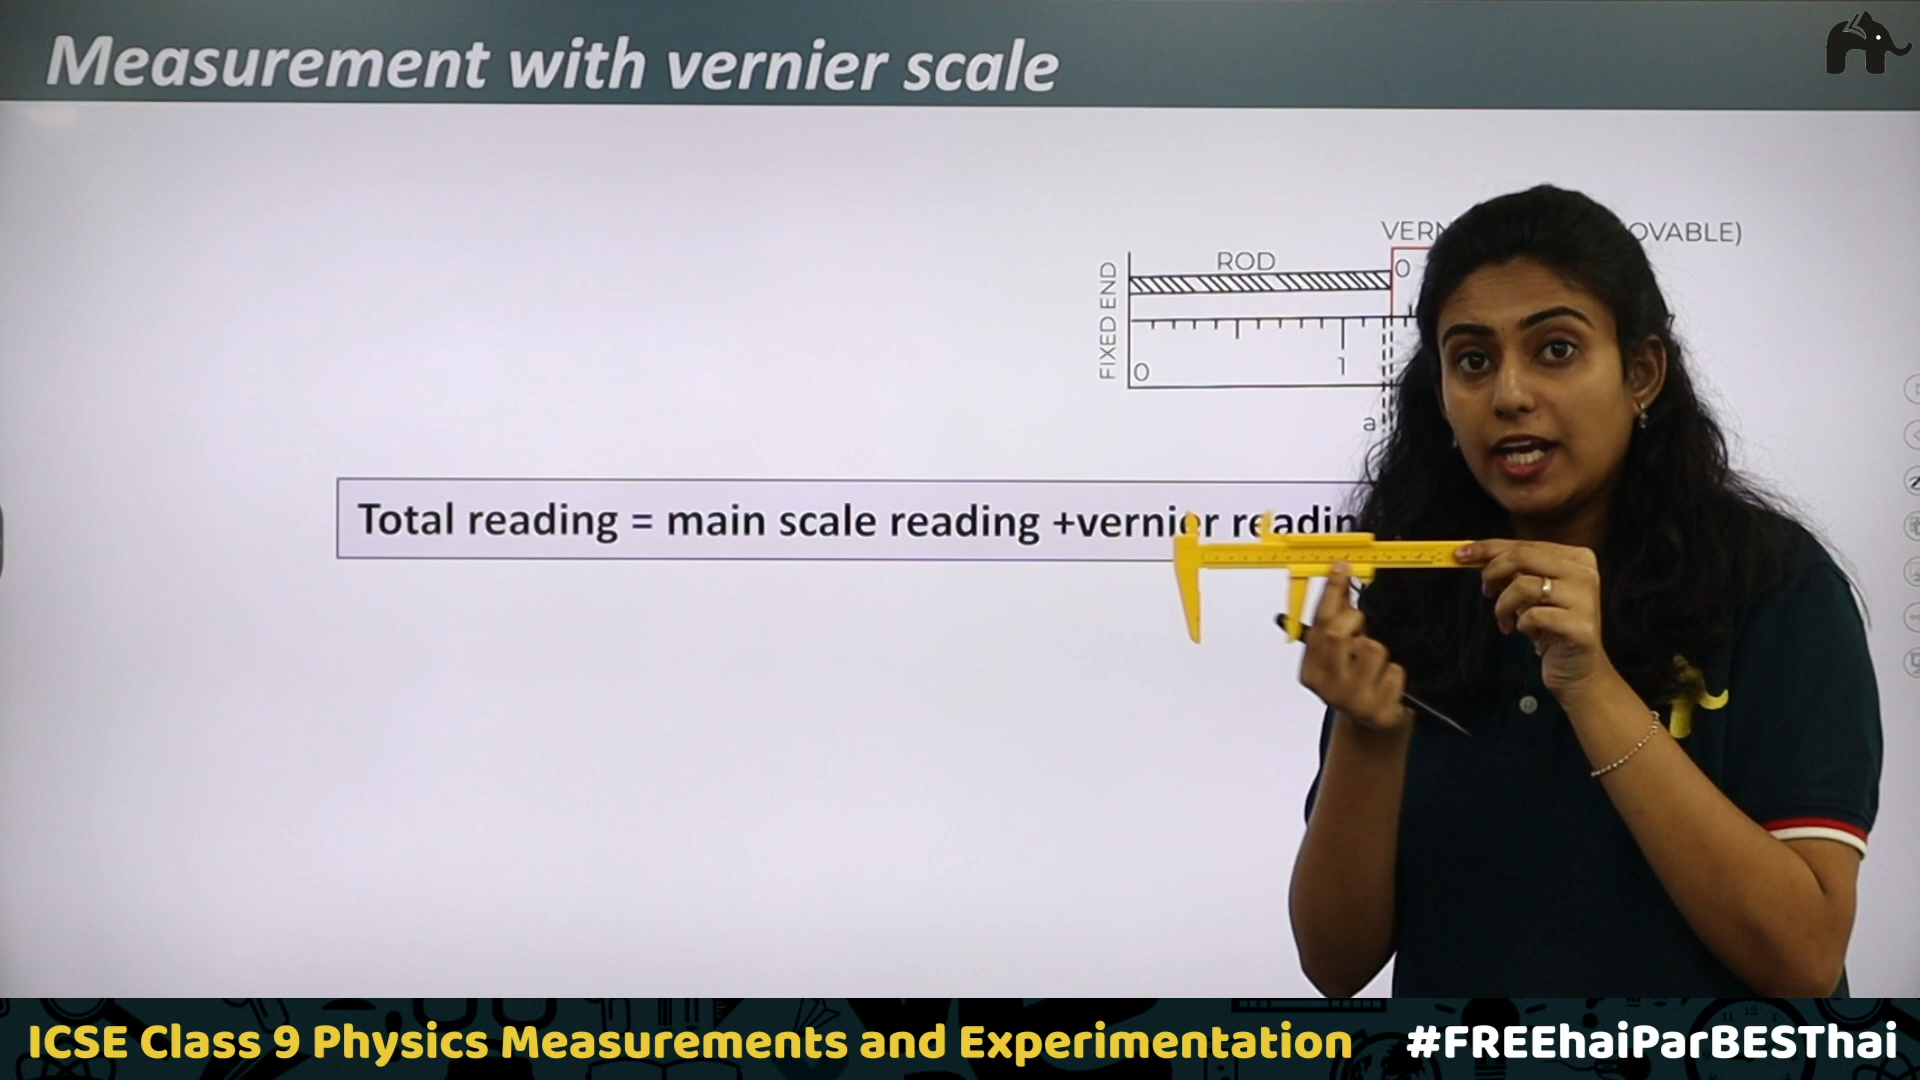 Measurement with vernier scale
VERN OVABLE)
ROD
0
FIXED END
0
1
a
Total reading = main scale reading +vernier readin
ICSE Class 9 Physics Measurements and Experimentation
#FREEhaiParBESThai